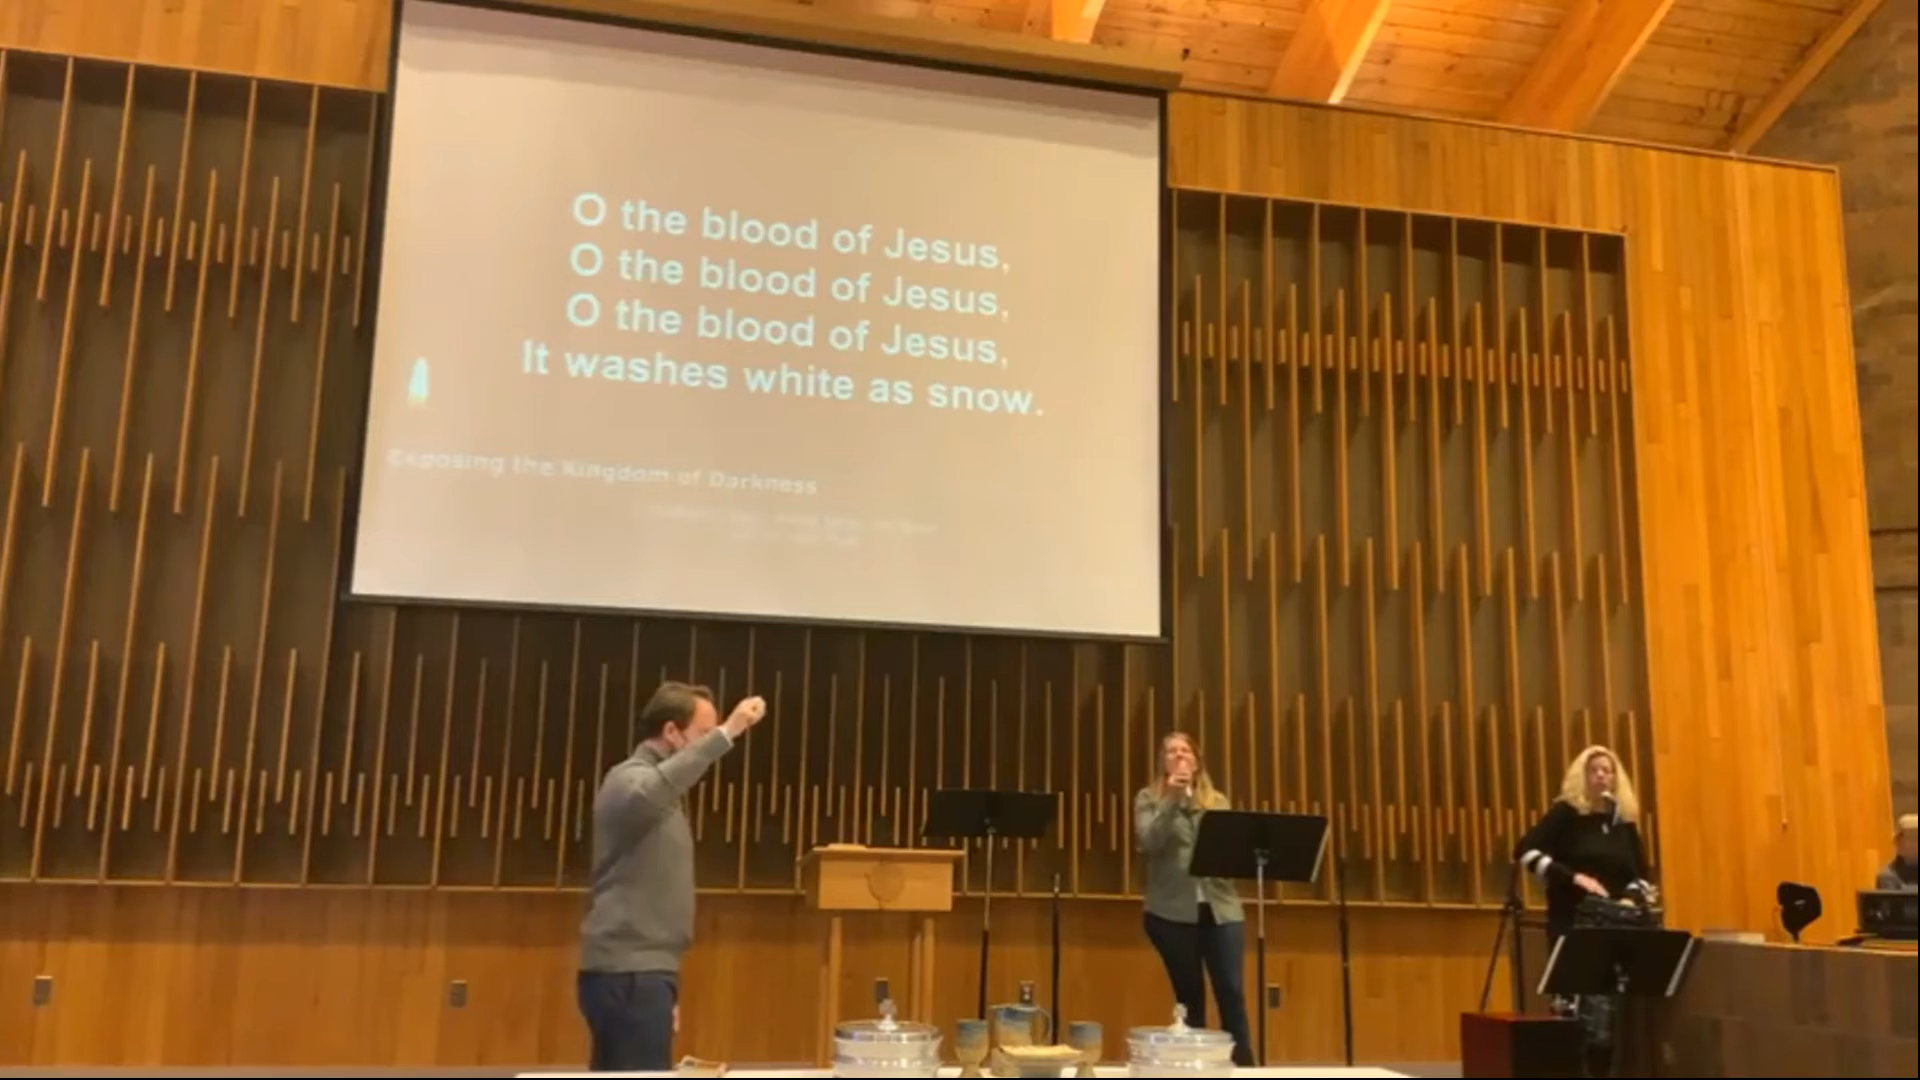 O the blood of Jesus,
O the blood of Jesus,
O the blood of Jesus,
It washes white as snow.
Exposing the Kingdom of Darkness